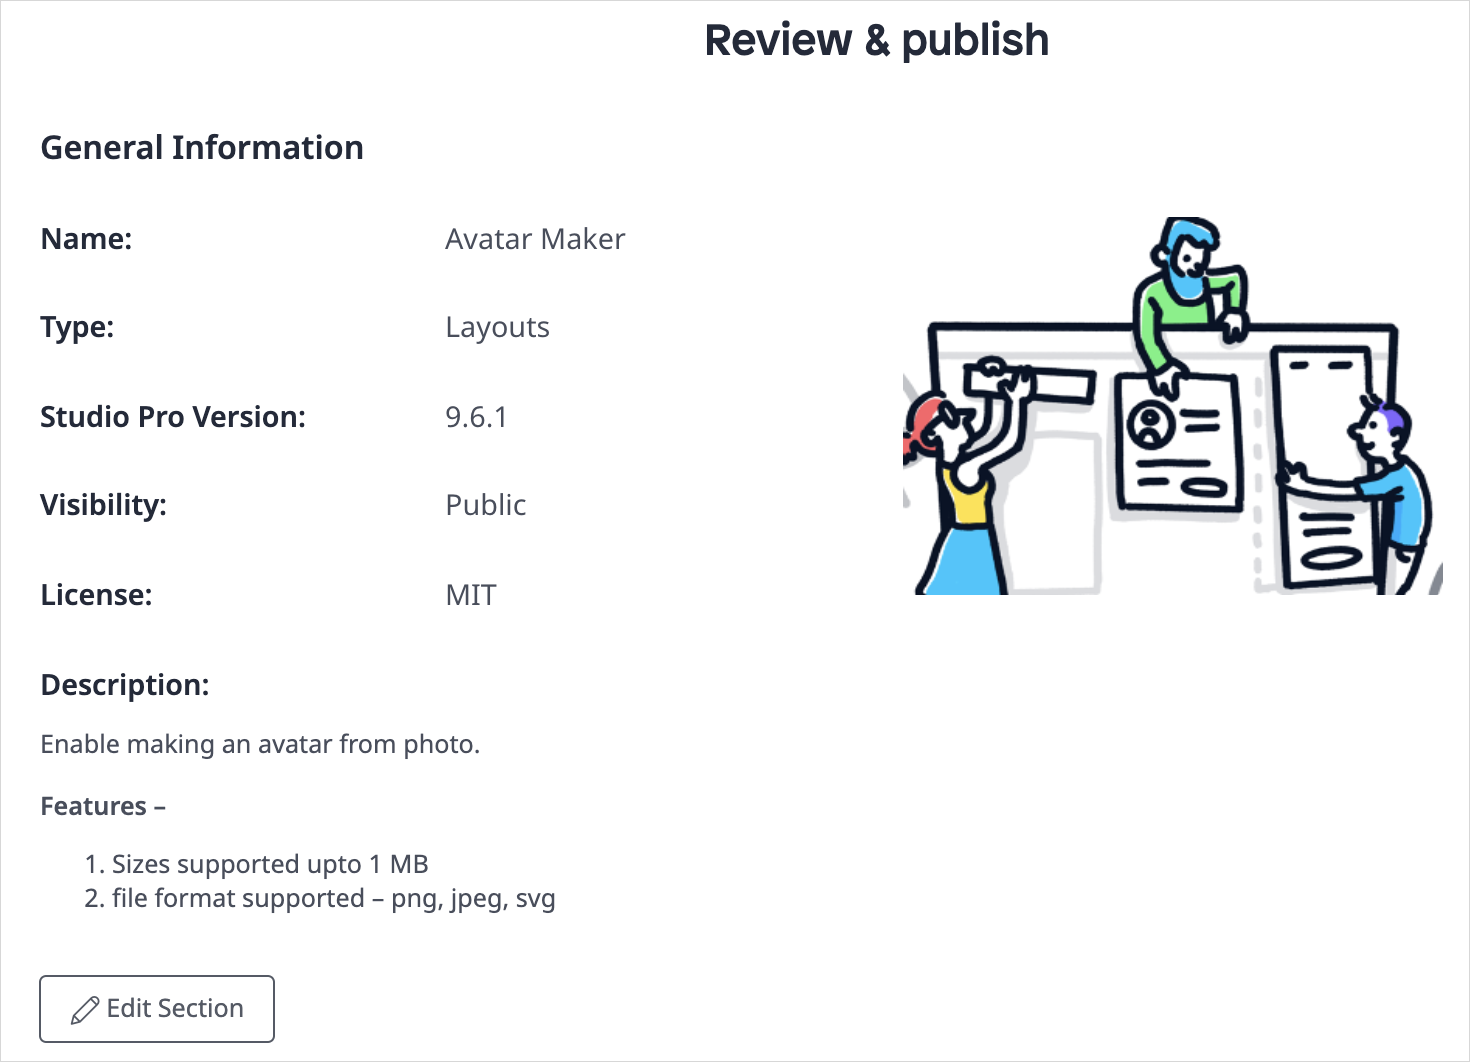 Review & publish
General Information
Name: Avatar Maker
Type: Layouts
Studio Pro Version: 9.6.1
Visibility: Public
License: MIT
Description:
Enable making an avatar from photo.
Features –
1. Sizes supported upto 1 MB
2. file format supported – png, jpeg, svg
Edit Section